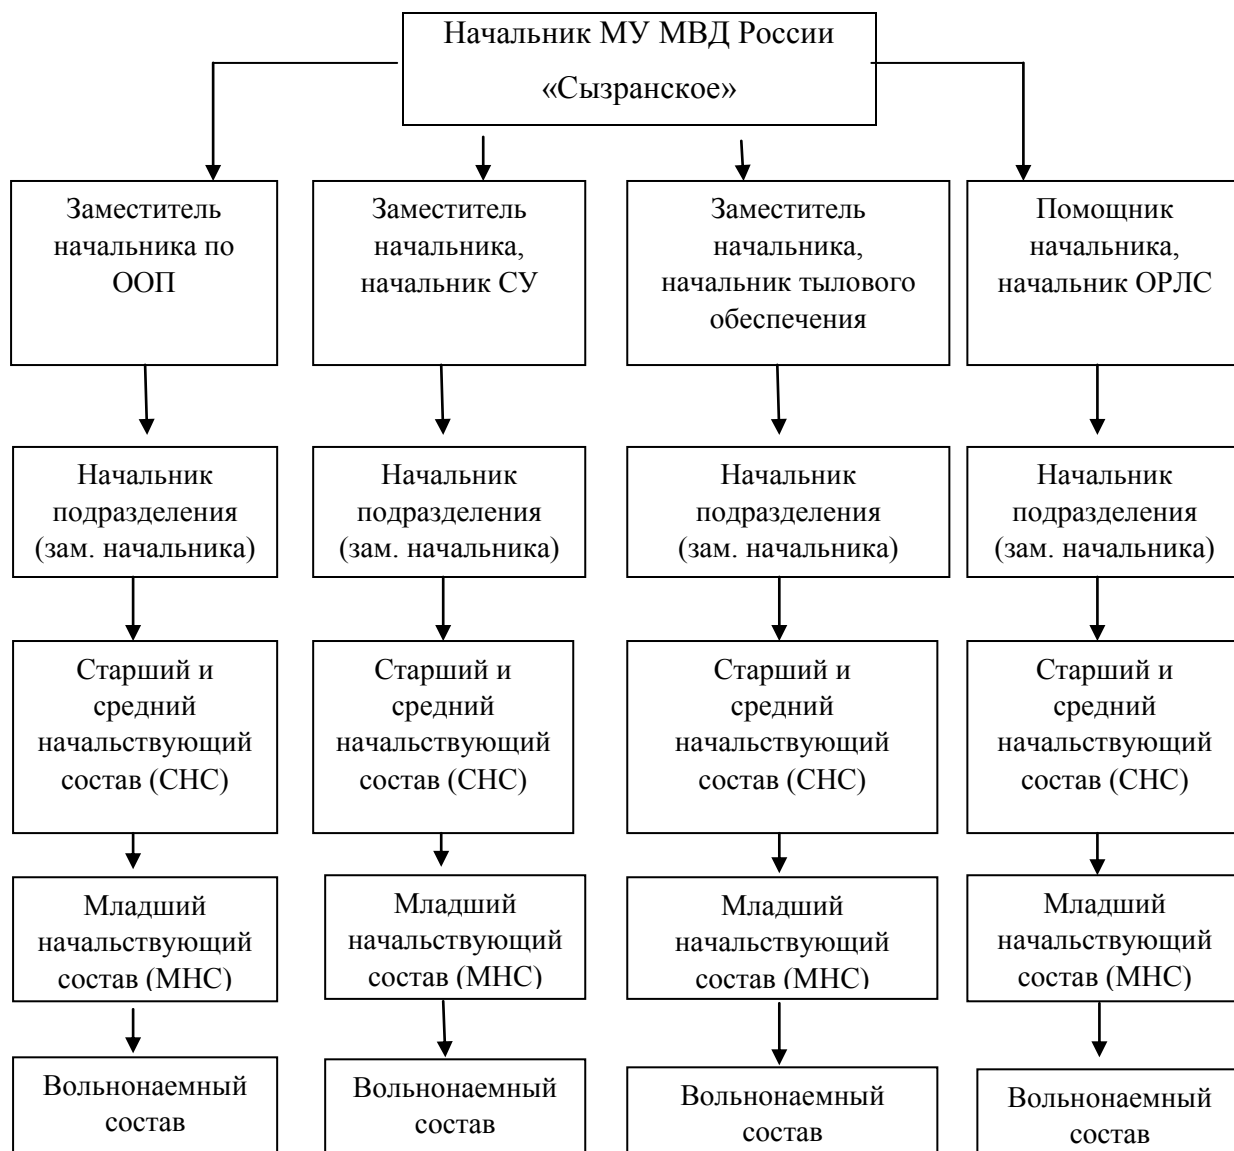 Начальник МУ МВД России
«Сызранское»
Заместитель
начальника по
ООП
Заместитель
начальника,
начальник СУ
Заместитель
начальника,
начальник тылового
обеспечения
Помощник
начальника,
начальник ОРЛС
Начальник
подразделения
(зам. начальника)
Начальник
подразделения
(зам. начальника)
Начальник
подразделения
(зам. начальника)
Начальник
подразделения
(зам. начальника)
Старший и
средний
начальствующий
состав (СНС)
Старший и
средний
начальствующий
состав (СНС)
Старший и
средний
начальствующий
состав (СНС)
Старший и
средний
начальствующий
состав (СНС)
Младший
начальствующий
состав (МНС)
Младший
начальствующий
состав (МНС)
Младший
начальствующий
состав (МНС)
Младший
начальствующий
состав (МНС)
Вольнонаемный
состав
Вольнонаемный
состав
Вольнонаемный
состав
Вольнонаемный
состав